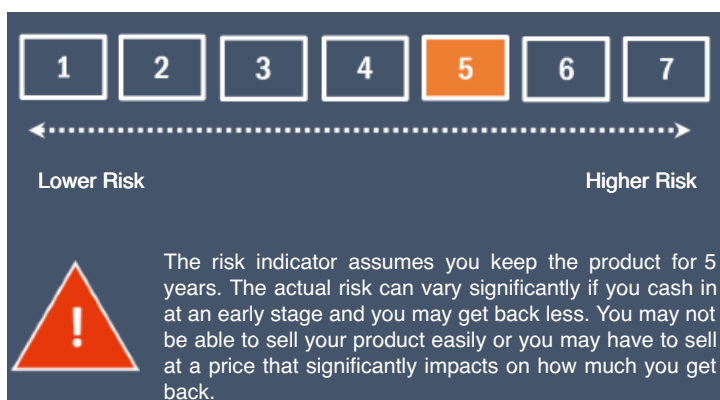 1 2 3 4 5 6 7
Lower Risk Higher Risk
!
The risk indicator assumes you keep the product for 5
years. The actual risk can vary significantly if you cash in
at an early stage and you may get back less. You may not
be able to sell your product easily or you may have to sell
at a price that significantly impacts on how much you get
back.